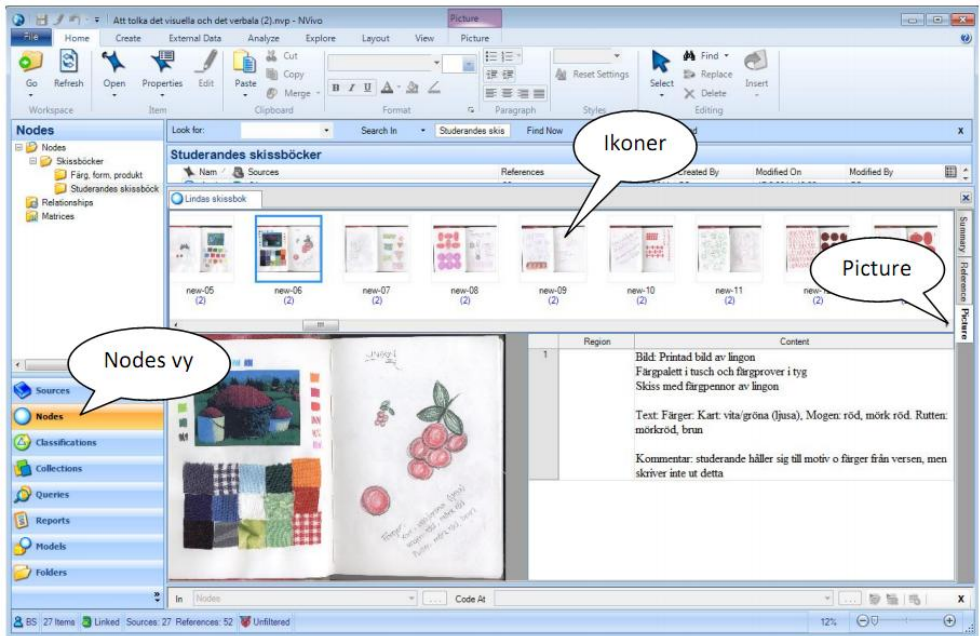 Att tolka det visuella och det verbala (2).nvp - NVivo
Picture
File Home Create External Data Analyze Explore Layout View Picture
Go Refresh Open Properties Edit Paste Cut
Copy
Merge
B I U A
Reset Settings
Select Find
Replace
Delete
Insert
Workspace Item Clipboard Format Paragraph Styles Editing
Nodes
Look for: Search In Studerandes skis Find Now X
Ikoner
Nodes
Skissböcker
Färg, form, produkt
Studerandes skissböck
Relationships
Matrices
Studerandes skissböcker
Nam Sources References Created By Modified On Modified By
Lindas skissbok
Summary
Reference
Picture
Picture
new-05 new-06 new-07 new-08 new-09 new-10 new-11
(2) (2) (2) (2) (2) (2) (2) (2) (2)
Nodes vy
Region Content
1 Bild: Printad bild av lingon
Färgpalett i tusch och färgprover i tyg
Skiss med färgpennor av lingon
Text: Färger: Kart: vita/gröna (ljusa), Mogen: röd, mörk röd. Rutten:
mörkröd, brun
Kommentar: studerande håller sig till motiv o färger från versen, men
skriver inte ut detta
Sources
Nodes
Classifications
Collections
Queries
Reports
Models
Folders
In Nodes ... Code At ... X
BS 27 Items Linked Sources: 27 References: 52 Unfiltered 12%